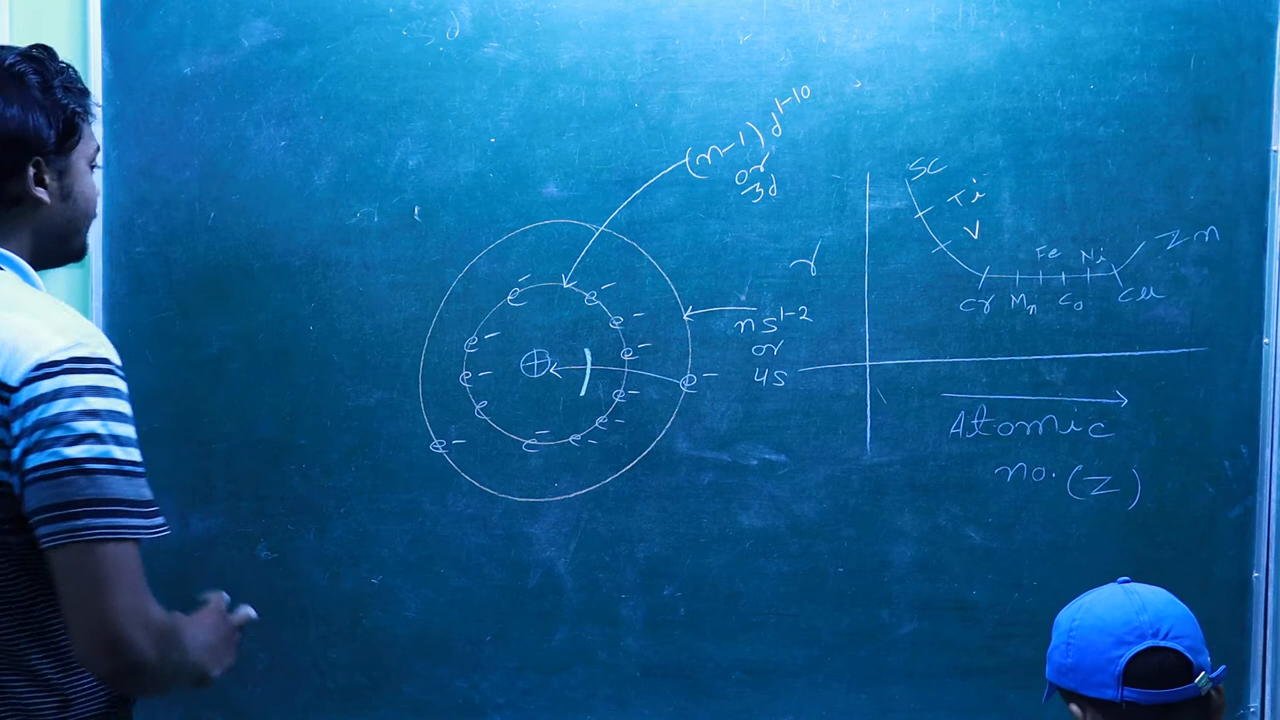 (n-1) d¹⁻¹⁰
or
3d
e⁻ e⁻
e⁻
e⁻
e⁻
e⁻
e⁻
e⁻
e⁻
e⁻
e⁻
e⁻
e⁻
+
ns¹⁻²
or
4s
r
Sc
Ti
V
Cr
Mn
Fe
Co
Ni
Cu
Zn
Atomic
no. (Z)